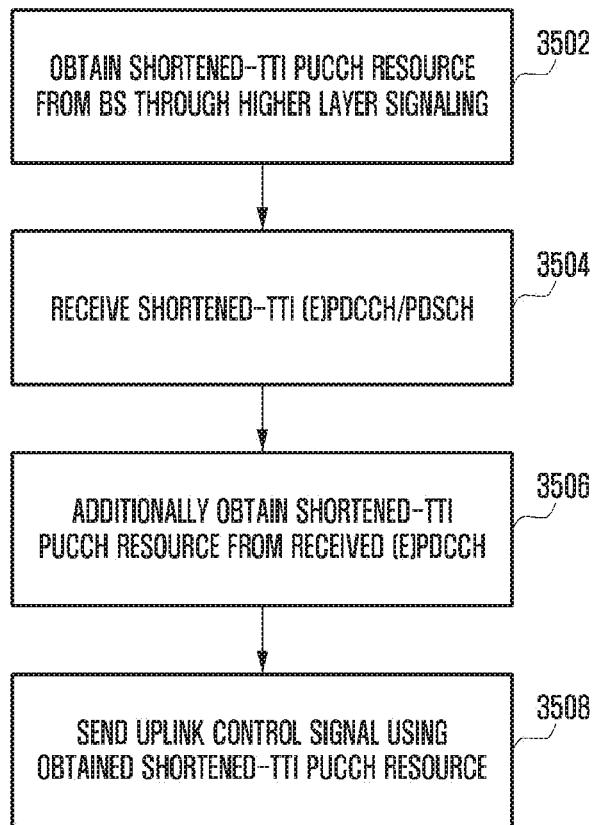 3502
OBTAIN SHORTENED-TTI PUCCH RESOURCE
FROM BS THROUGH HIGHER LAYER SIGNALING
3504
RECEIVE SHORTENED-TTI (E)PDCCH/PDSCH
3506
ADDITIONALLY OBTAIN SHORTENED-TTI
PUCCH RESOURCE FROM RECEIVED (E)PDCCH
3508
SEND UPLINK CONTROL SIGNAL USING
OBTAINED SHORTENED-TTI PUCCH RESOURCE